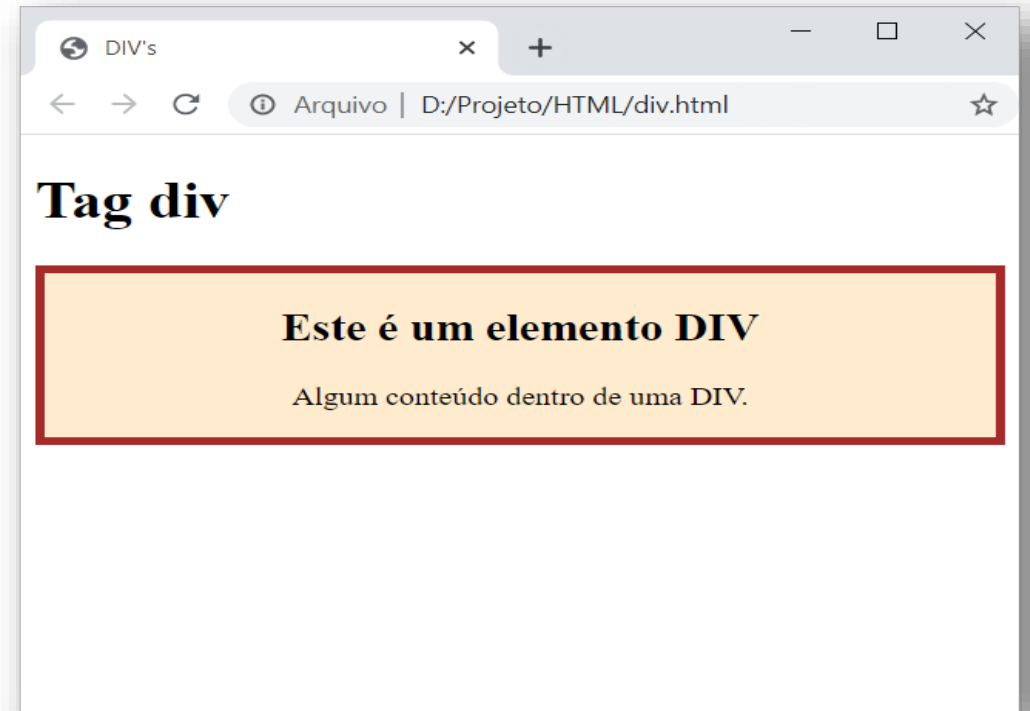 DIV's
Arquivo | D:/Projeto/HTML/div.html
Tag div
Este é um elemento DIV
Algum conteúdo dentro de uma DIV.